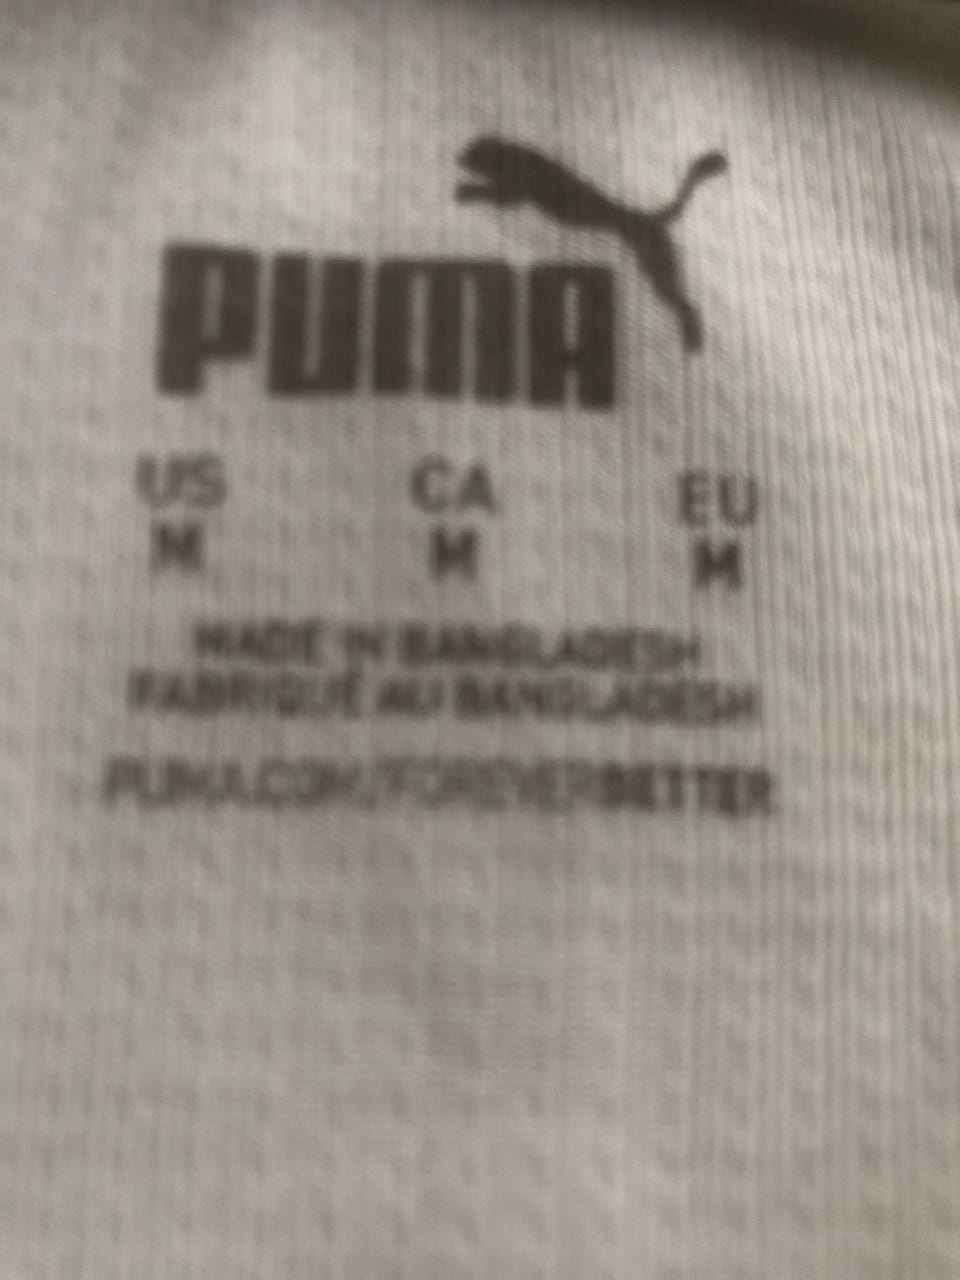 PUMA
US CA EU
M M M
MADE IN BANGLADESH
FABRIQUÉ AU BANGLADESH
PUMA.COM/FOREVERBETTER